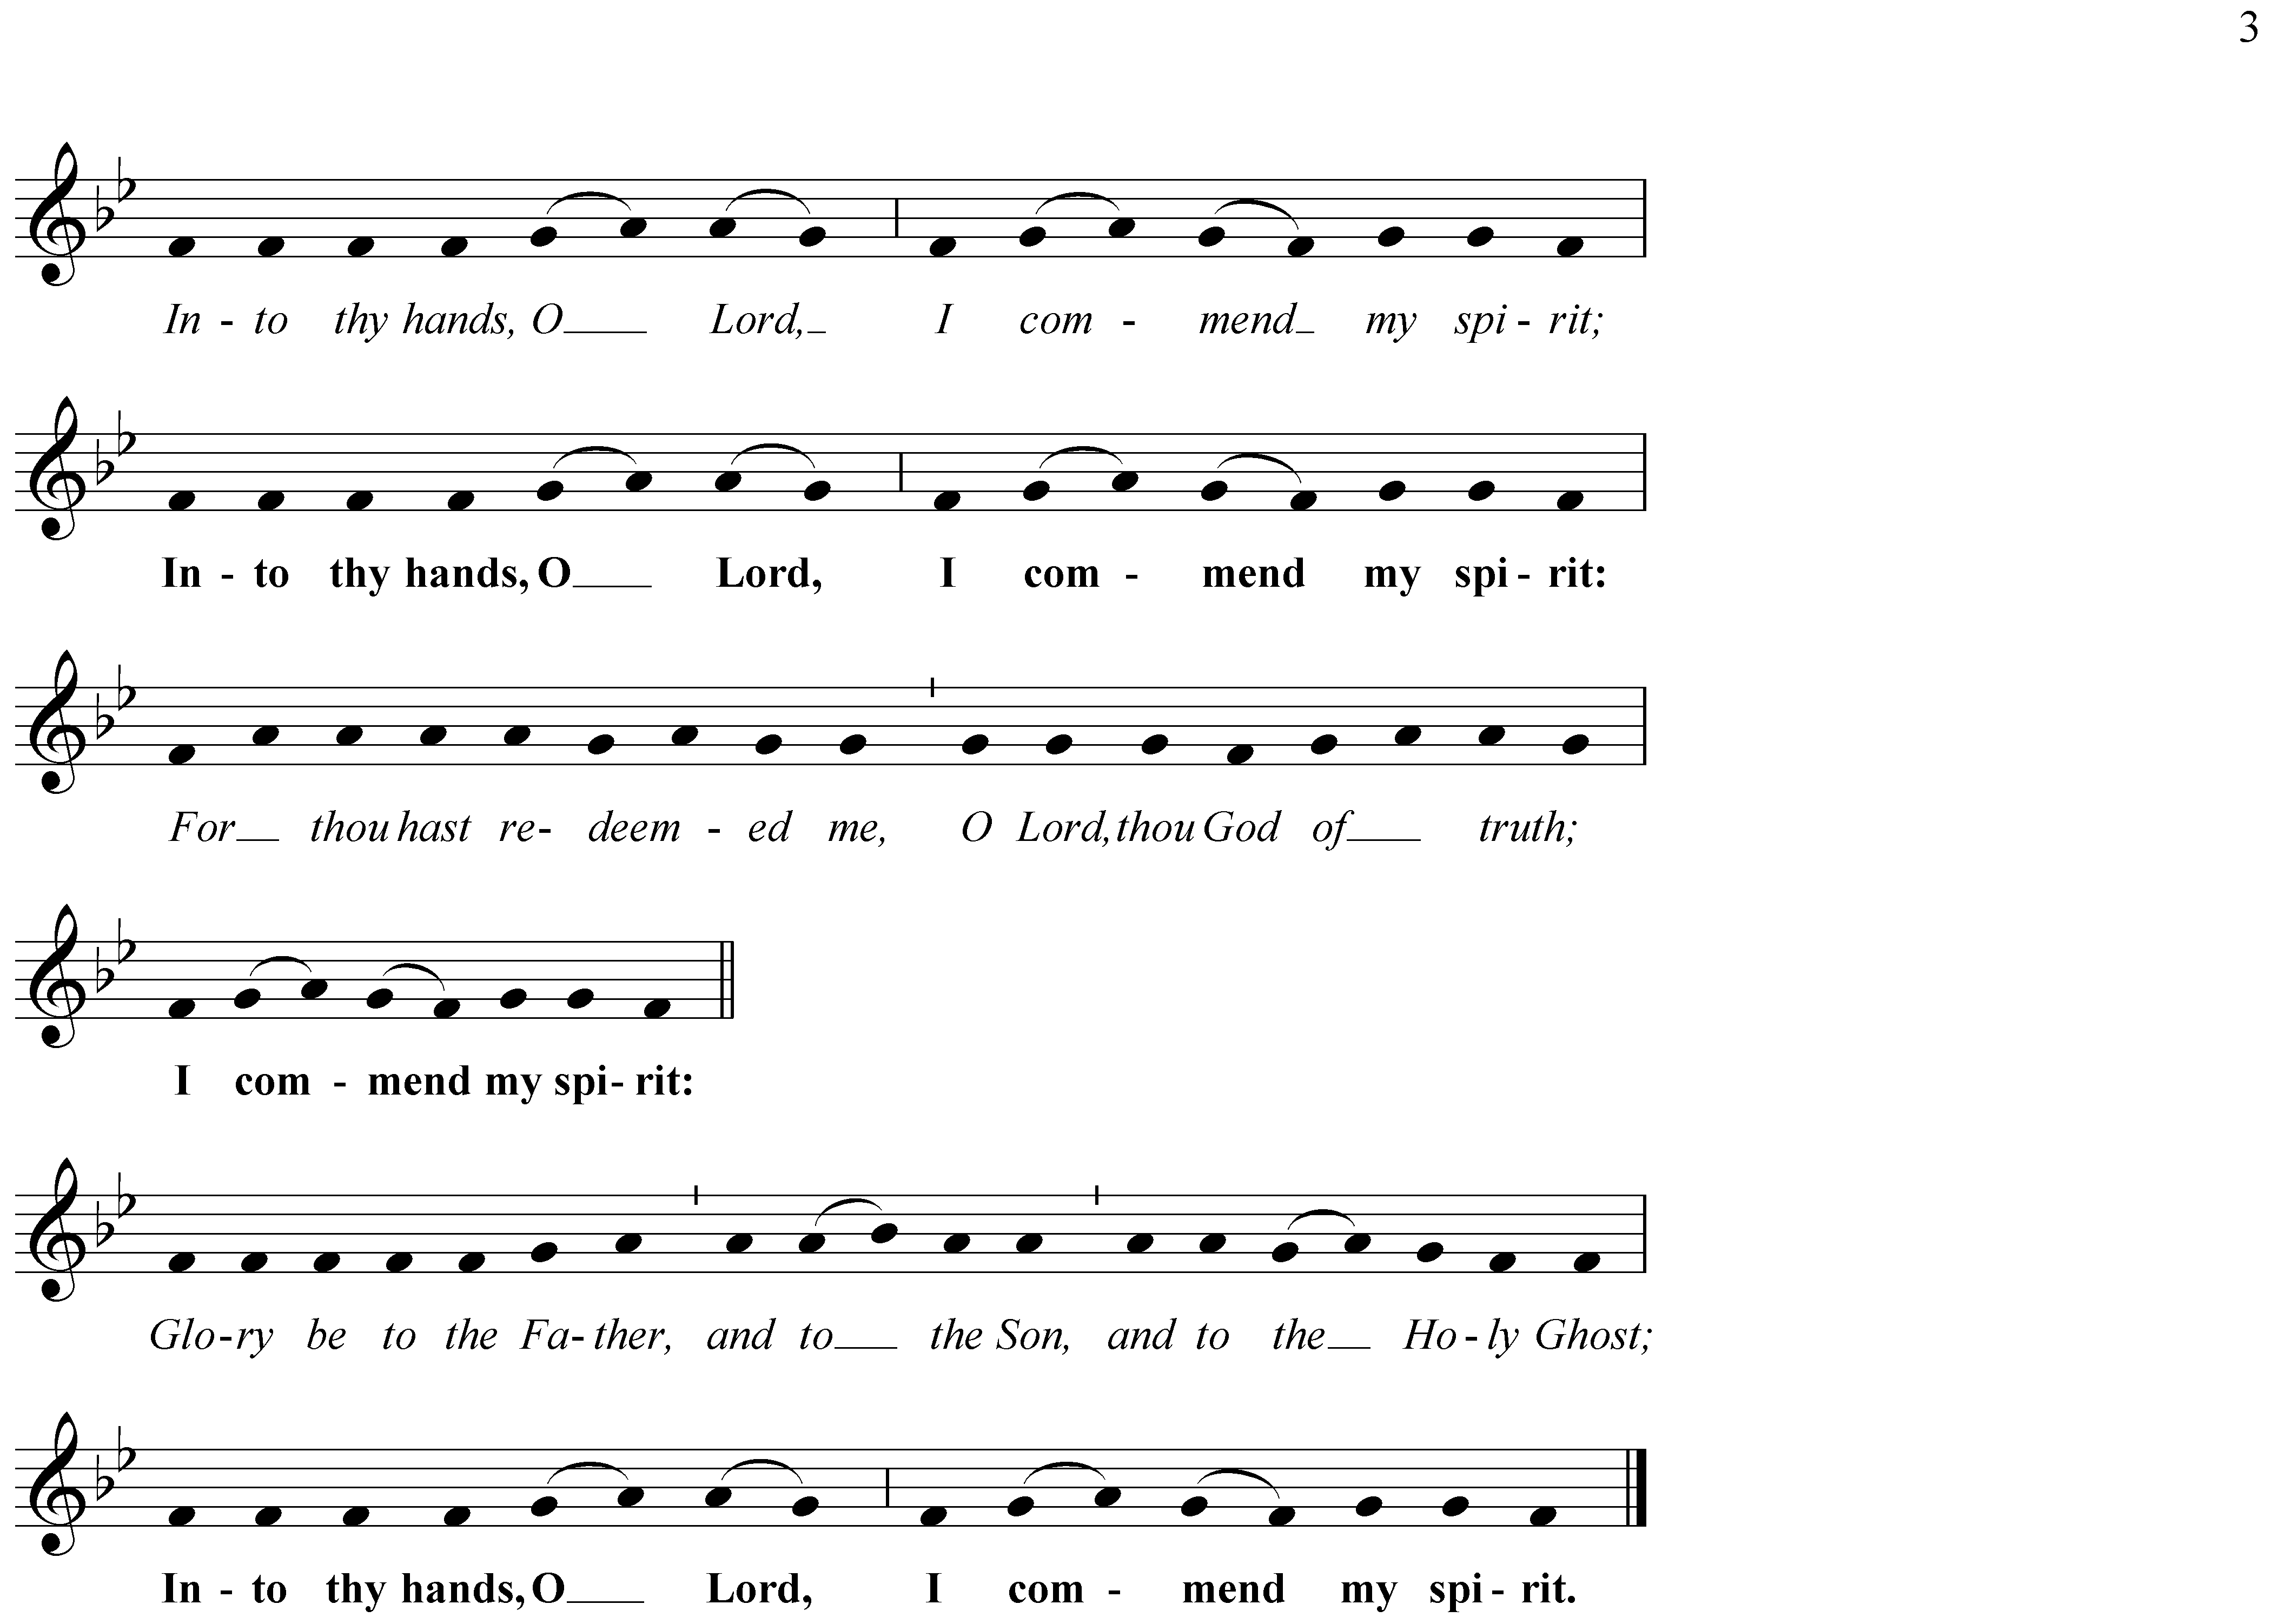 3
In - to thy hands, O Lord, I com - mend my spi - rit;
In - to thy hands, O Lord, I com - mend my spi - rit:
For thou hast re - deem - ed me, O Lord, thou God of truth;
I com - mend my spi - rit:
Glo - ry be to the Fa - ther, and to the Son, and to the Ho - ly Ghost;
In - to thy hands, O Lord, I com - mend my spi - rit.